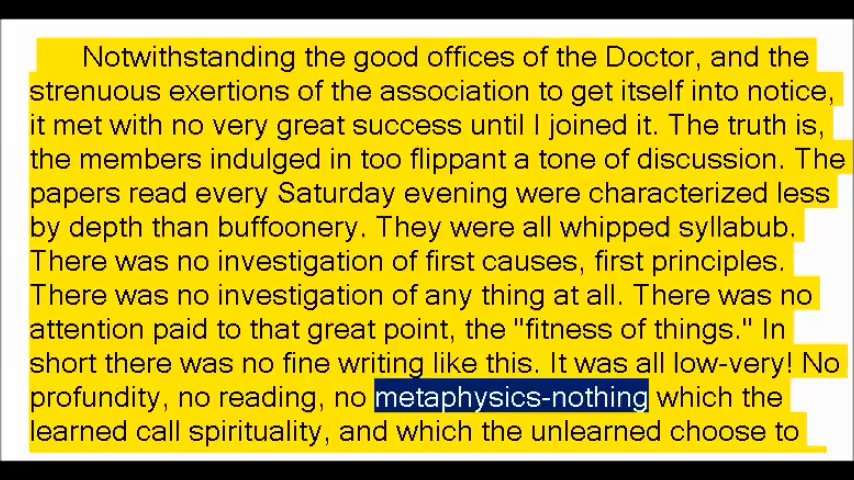 Notwithstanding the good offices of the Doctor, and the
strenuous exertions of the association to get itself into notice,
it met with no very great success until I joined it. The truth is,
the members indulged in too flippant a tone of discussion. The
papers read every Saturday evening were characterized less
by depth than buffoonery. They were all whipped syllabub.
There was no investigation of first causes, first principles.
There was no investigation of any thing at all. There was no
attention paid to that great point, the "fitness of things." In
short there was no fine writing like this. It was all low-very! No
profundity, no reading, no metaphysics-nothing which the
learned call spirituality, and which the unlearned choose to